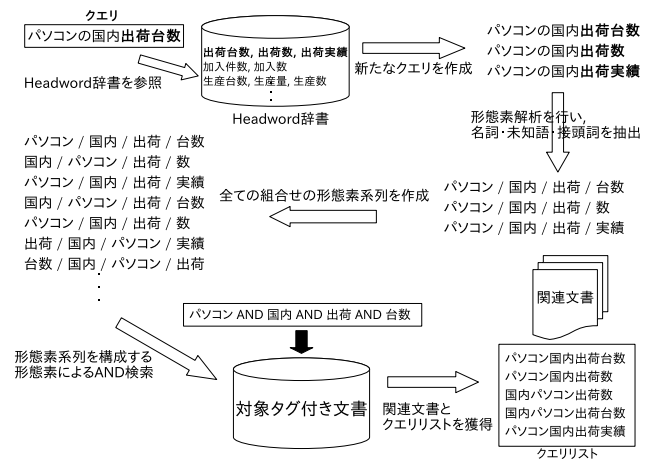 クエリ
パソコンの国内出荷台数
Headword辞書を参照
出荷台数, 出荷数, 出荷実績
加入件数, 加入数
生産台数, 生産量, 生産数
Headword辞書
新たなクエリを作成
パソコンの国内出荷台数
パソコンの国内出荷数
パソコンの国内出荷実績
形態素解析を行い,
名詞・未知語・接頭詞を抽出
パソコン / 国内 / 出荷 / 台数
パソコン / 国内 / 出荷 / 数
パソコン / 国内 / 出荷 / 実績
全ての組合せの形態素系列を作成
パソコン / 国内 / 出荷 / 台数
国内 / パソコン / 出荷 / 数
パソコン / 国内 / 出荷 / 実績
国内 / パソコン / 出荷 / 台数
パソコン / 国内 / 出荷 / 数
出荷 / 国内 / パソコン / 実績
台数 / 国内 / パソコン / 出荷
形態素系列を構成する
形態素によるAND検索
パソコン AND 国内 AND 出荷 AND 台数
対象タグ付き文書
関連文書と
クエリリストを獲得
関連文書
パソコン国内出荷台数
パソコン国内出荷数
国内パソコン出荷数
国内パソコン出荷台数
パソコン国内出荷実績
クエリリスト